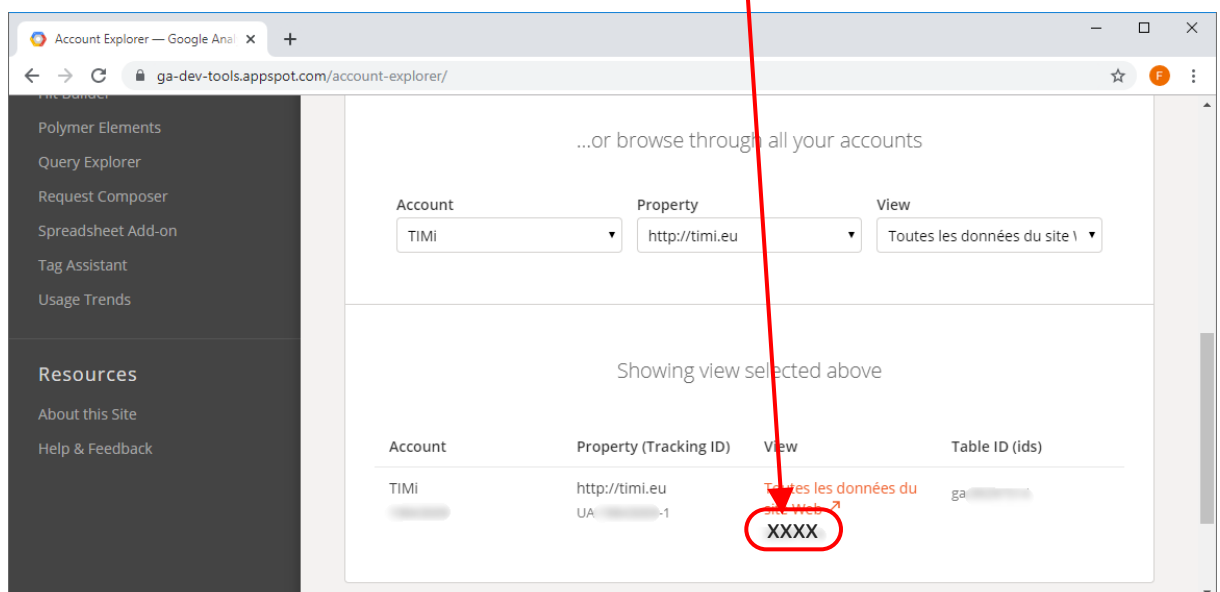 Account Explorer — Google Anal
ga-dev-tools.appspot.com/account-explorer/
F
Hit Builder
Polymer Elements
Query Explorer
Request Composer
Spreadsheet Add-on
Tag Assistant
Usage Trends
Resources
About this Site
Help & Feedback
...or browse through all your accounts
Account Property View
TIMi http://timi.eu Toutes les données du site
Showing view selected above
Account Property (Tracking ID) View Table ID (ids)
TIMi http://timi.eu Toutes les données du
site Web
ga
UA -1
XXXX